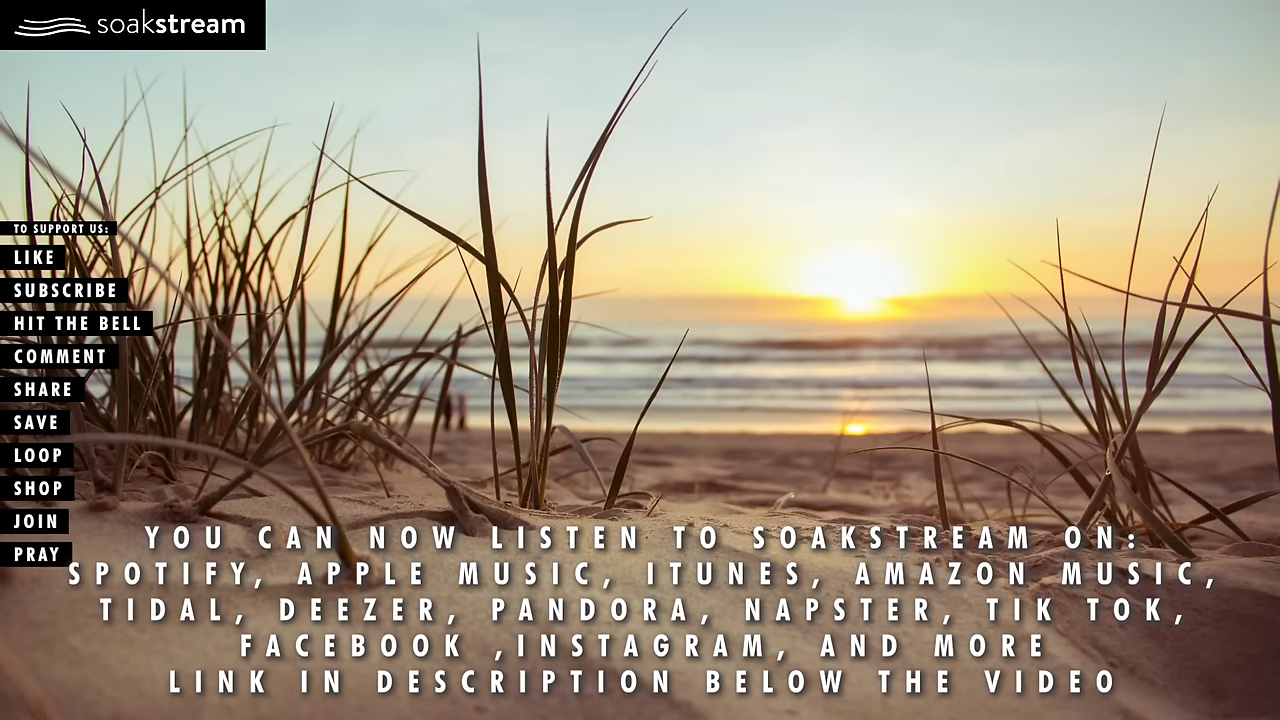 soakstream
TO SUPPORT US:
LIKE
SUBSCRIBE
HIT THE BELL
COMMENT
SHARE
SAVE
LOOP
SHOP
JOIN
PRAY
YOU CAN NOW LISTEN TO SOAKSTREAM ON:
SPOTIFY, APPLE MUSIC, ITUNES, AMAZON MUSIC,
TIDAL, DEEZER, PANDORA, NAPSTER, TIK TOK,
FACEBOOK ,INSTAGRAM, AND MORE
LINK IN DESCRIPTION BELOW THE VIDEO